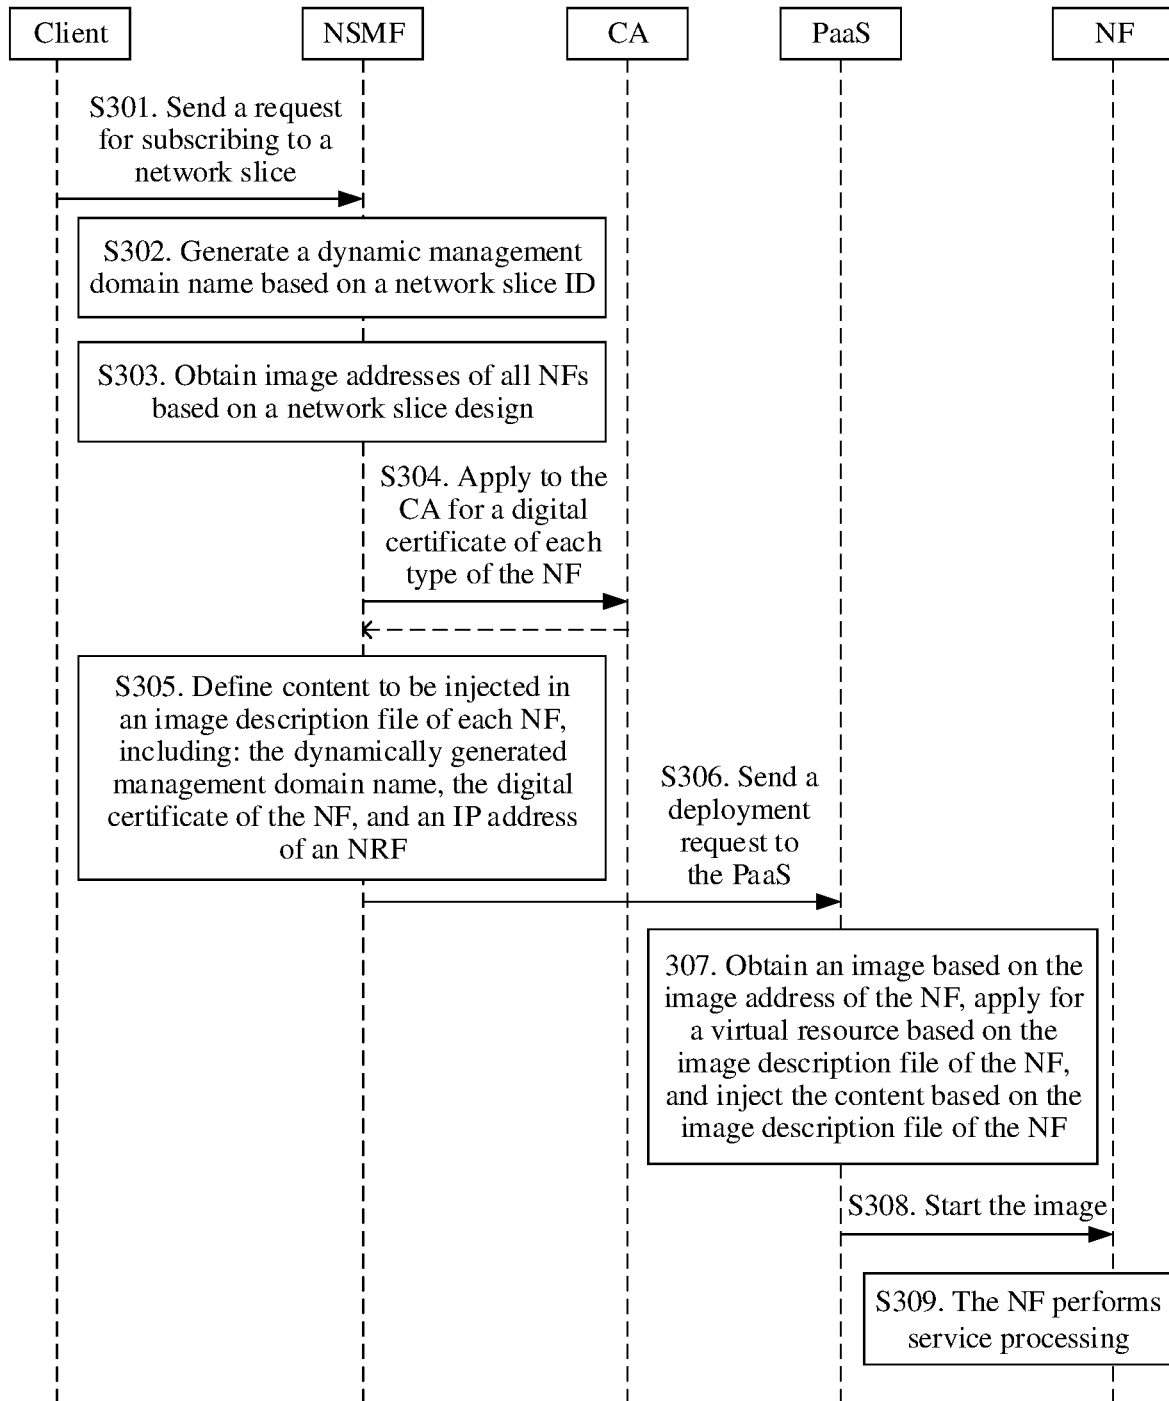 Client
NSMF
CA
PaaS
NF
S301. Send a request
for subscribing to a
network slice
S302. Generate a dynamic management
domain name based on a network slice ID
S303. Obtain image addresses of all NFs
based on a network slice design
S304. Apply to the
CA for a digital
certificate of each
type of the NF
S305. Define content to be injected in
an image description file of each NF,
including: the dynamically generated
management domain name, the digital
certificate of the NF, and an IP address
of an NRF
S306. Send a
deployment
request to
the PaaS
307. Obtain an image based on the
image address of the NF, apply for
a virtual resource based on the
image description file of the NF,
and inject the content based on the
image description file of the NF
S308. Start the image
S309. The NF performs
service processing